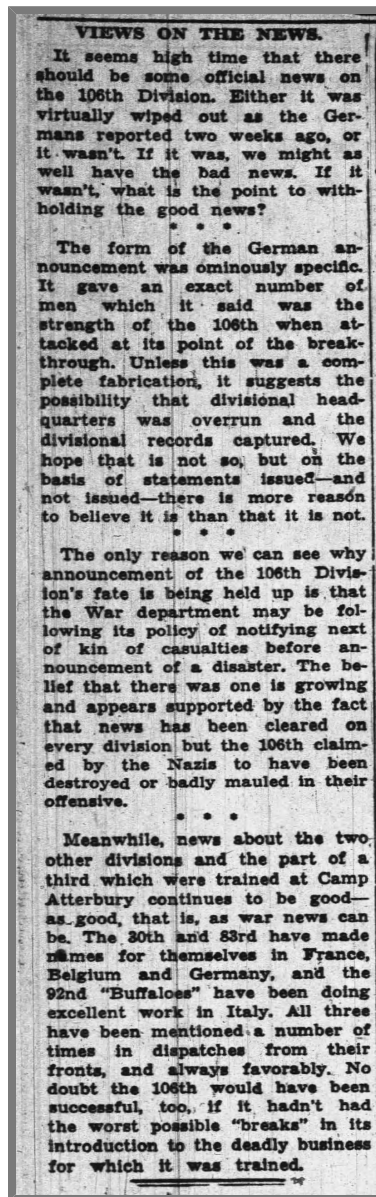 VIEWS ON THE NEWS.
It seems high time that there
should be some official news on
the 106th Division. Either it was
virtually wiped out as the Ger-
mans reported two weeks ago, or
it wasn't. If it was, we might as
well have the bad news. If it
wasn't, what is the point to with-
holding the good news?
* * *
The form of the German an-
nouncement was ominously specific.
It gave an exact number of
men which it said was the
strength of the 106th when at-
tacked at its point of the break-
through. Unless this was a com-
plete fabrication, it suggests the
possibility that divisional head-
quarters was overrun and the
divisional records captured. We
hope that is not so, but on the
basis of statements issued—and
not issued—there is more reason
to believe it is than that it is not.
* * *
The only reason we can see why
announcement of the 106th Divis-
ion's fate is being held up is that
the War department may be fol-
lowing its policy of notifying next
of kin of casualties before an-
nouncement of a disaster. The be-
lief that there was one is growing
and appears supported by the fact
that news has been cleared on
every division but the 106th claim-
ed by the Nazis to have been
destroyed or badly mauled in their
offensive.
* * *
Meanwhile, news about the two
other divisions and the part of a
third which were trained at Camp
Atterbury continues to be good—
as good, that is, as war news can
be. The 30th and 83rd have made
names for themselves in France,
Belgium and Germany, and the
92nd "Buffaloes" have been doing
excellent work in Italy. All three
have been mentioned a number of
times in dispatches from their
fronts, and always favorably. No
doubt the 106th would have been
successful, too, if it hadn't had
the worst possible "breaks" in its
introduction to the deadly business
for which it was trained.